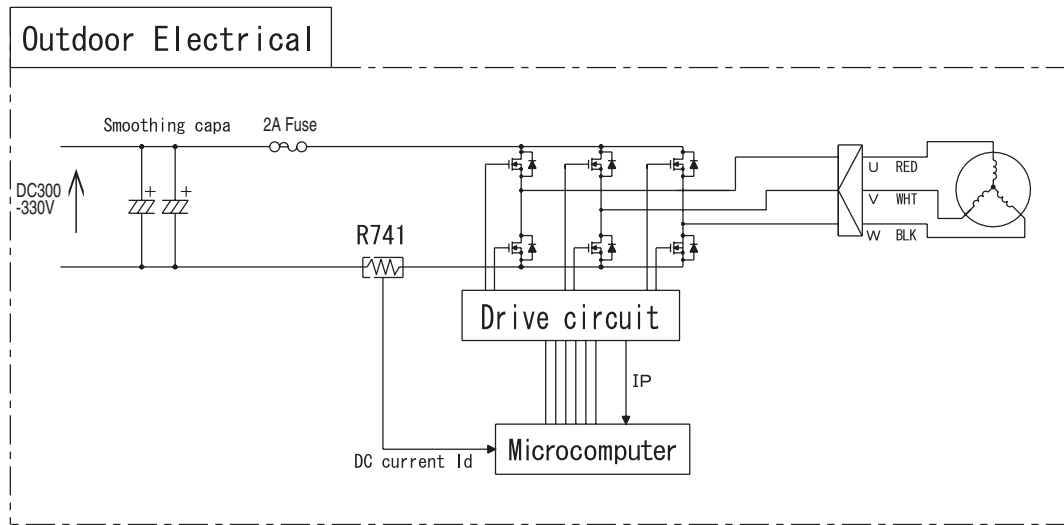 Outdoor Electrical
Smoothing capa
2A Fuse
DC300
-330V
+
+
R741
U RED
V WHT
W BLK
Drive circuit
IP
Microcomputer
DC current Id